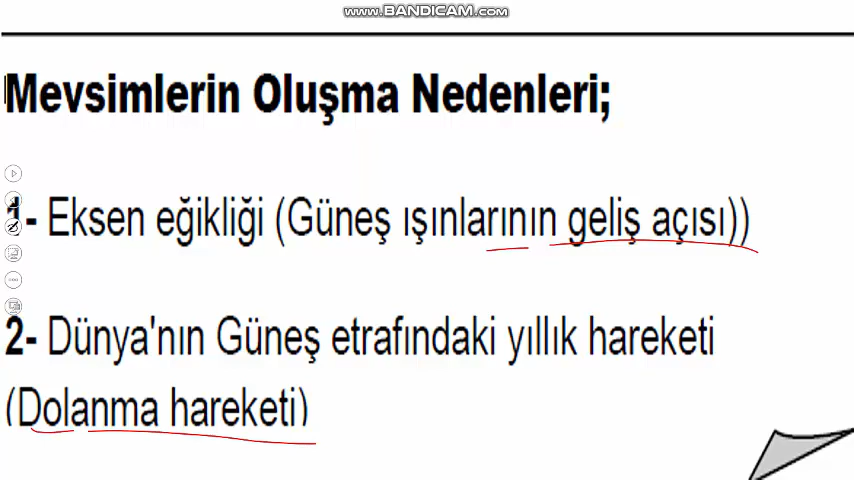 www.BANDICAM.com
Mevsimlerin Oluşma Nedenleri;
1- Eksen eğikliği (Güneş ışınlarının geliş açısı))
2- Dünya'nın Güneş etrafındaki yıllık hareketi
(Dolanma hareketi)